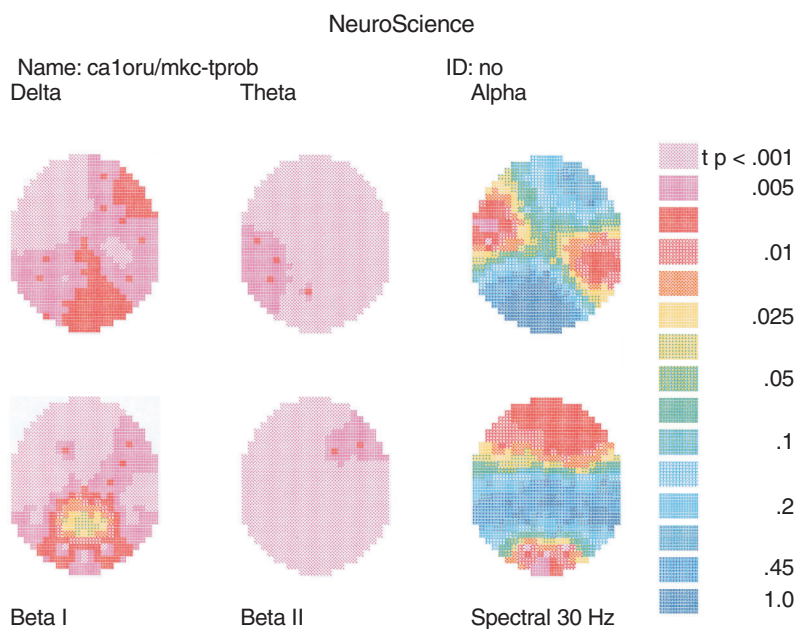 NeuroScience
Name: ca1oru/mkc-tprob ID: no
Delta Theta Alpha
t p < .001
.005
.01
.025
.05
.1
.2
.45
1.0
Beta I Beta II Spectral 30 Hz